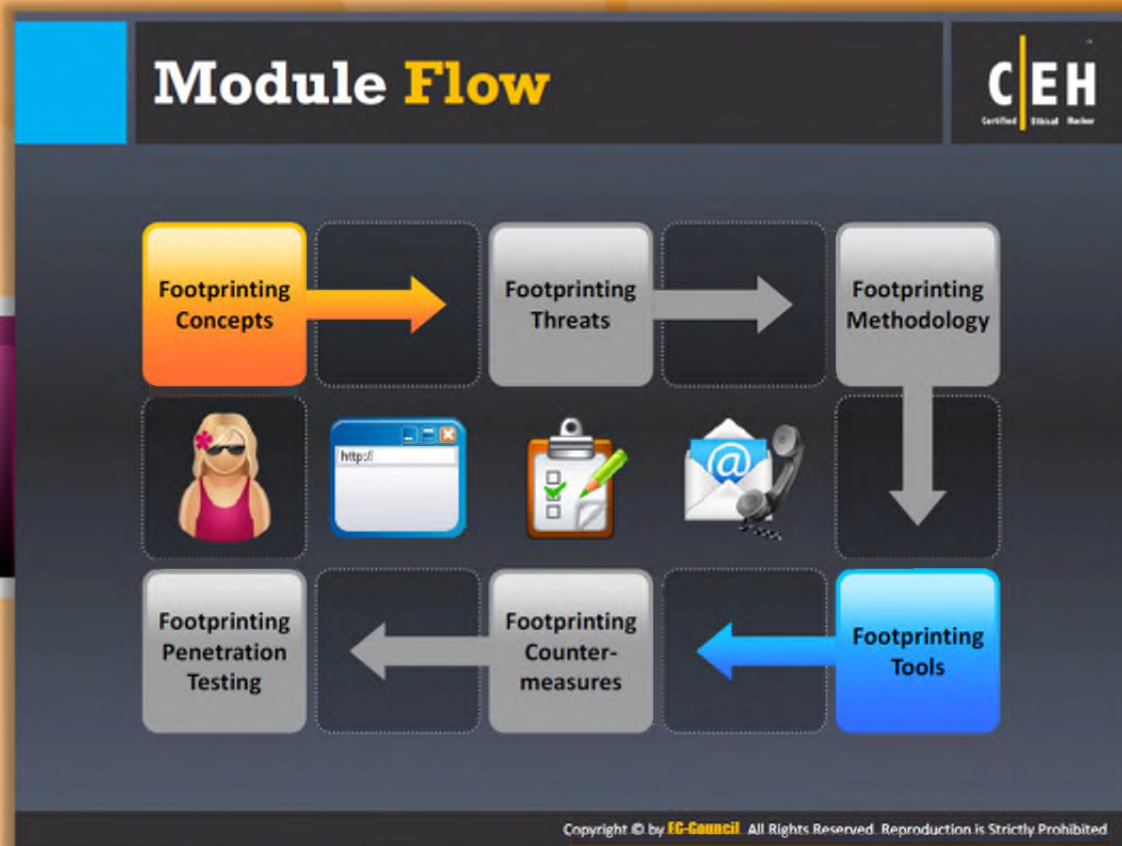 Module Flow
C EH
Certified Ethical Hacker
Footprinting
Concepts
Footprinting
Threats
Footprinting
Methodology
http://
@
Footprinting
Penetration
Testing
Footprinting
Counter-
measures
Footprinting
Tools
Copyright © by EC-Council. All Rights Reserved. Reproduction is Strictly Prohibited.